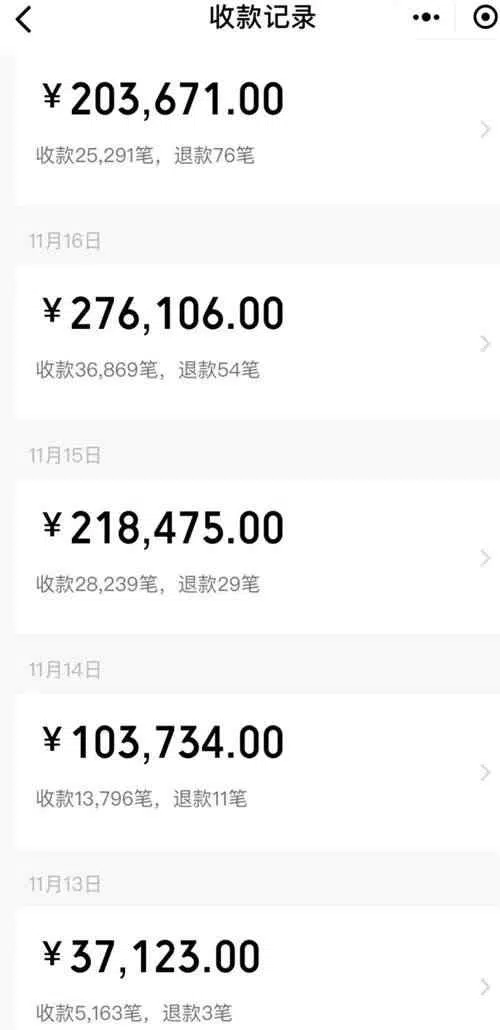 收款记录
￥203,671.00
收款25,291笔，退款76笔
11月16日
￥276,106.00
收款36,869笔，退款54笔
11月15日
￥218,475.00
收款28,239笔，退款29笔
11月14日
￥103,734.00
收款13,796笔，退款11笔
11月13日
￥37,123.00
收款5,163笔，退款3笔